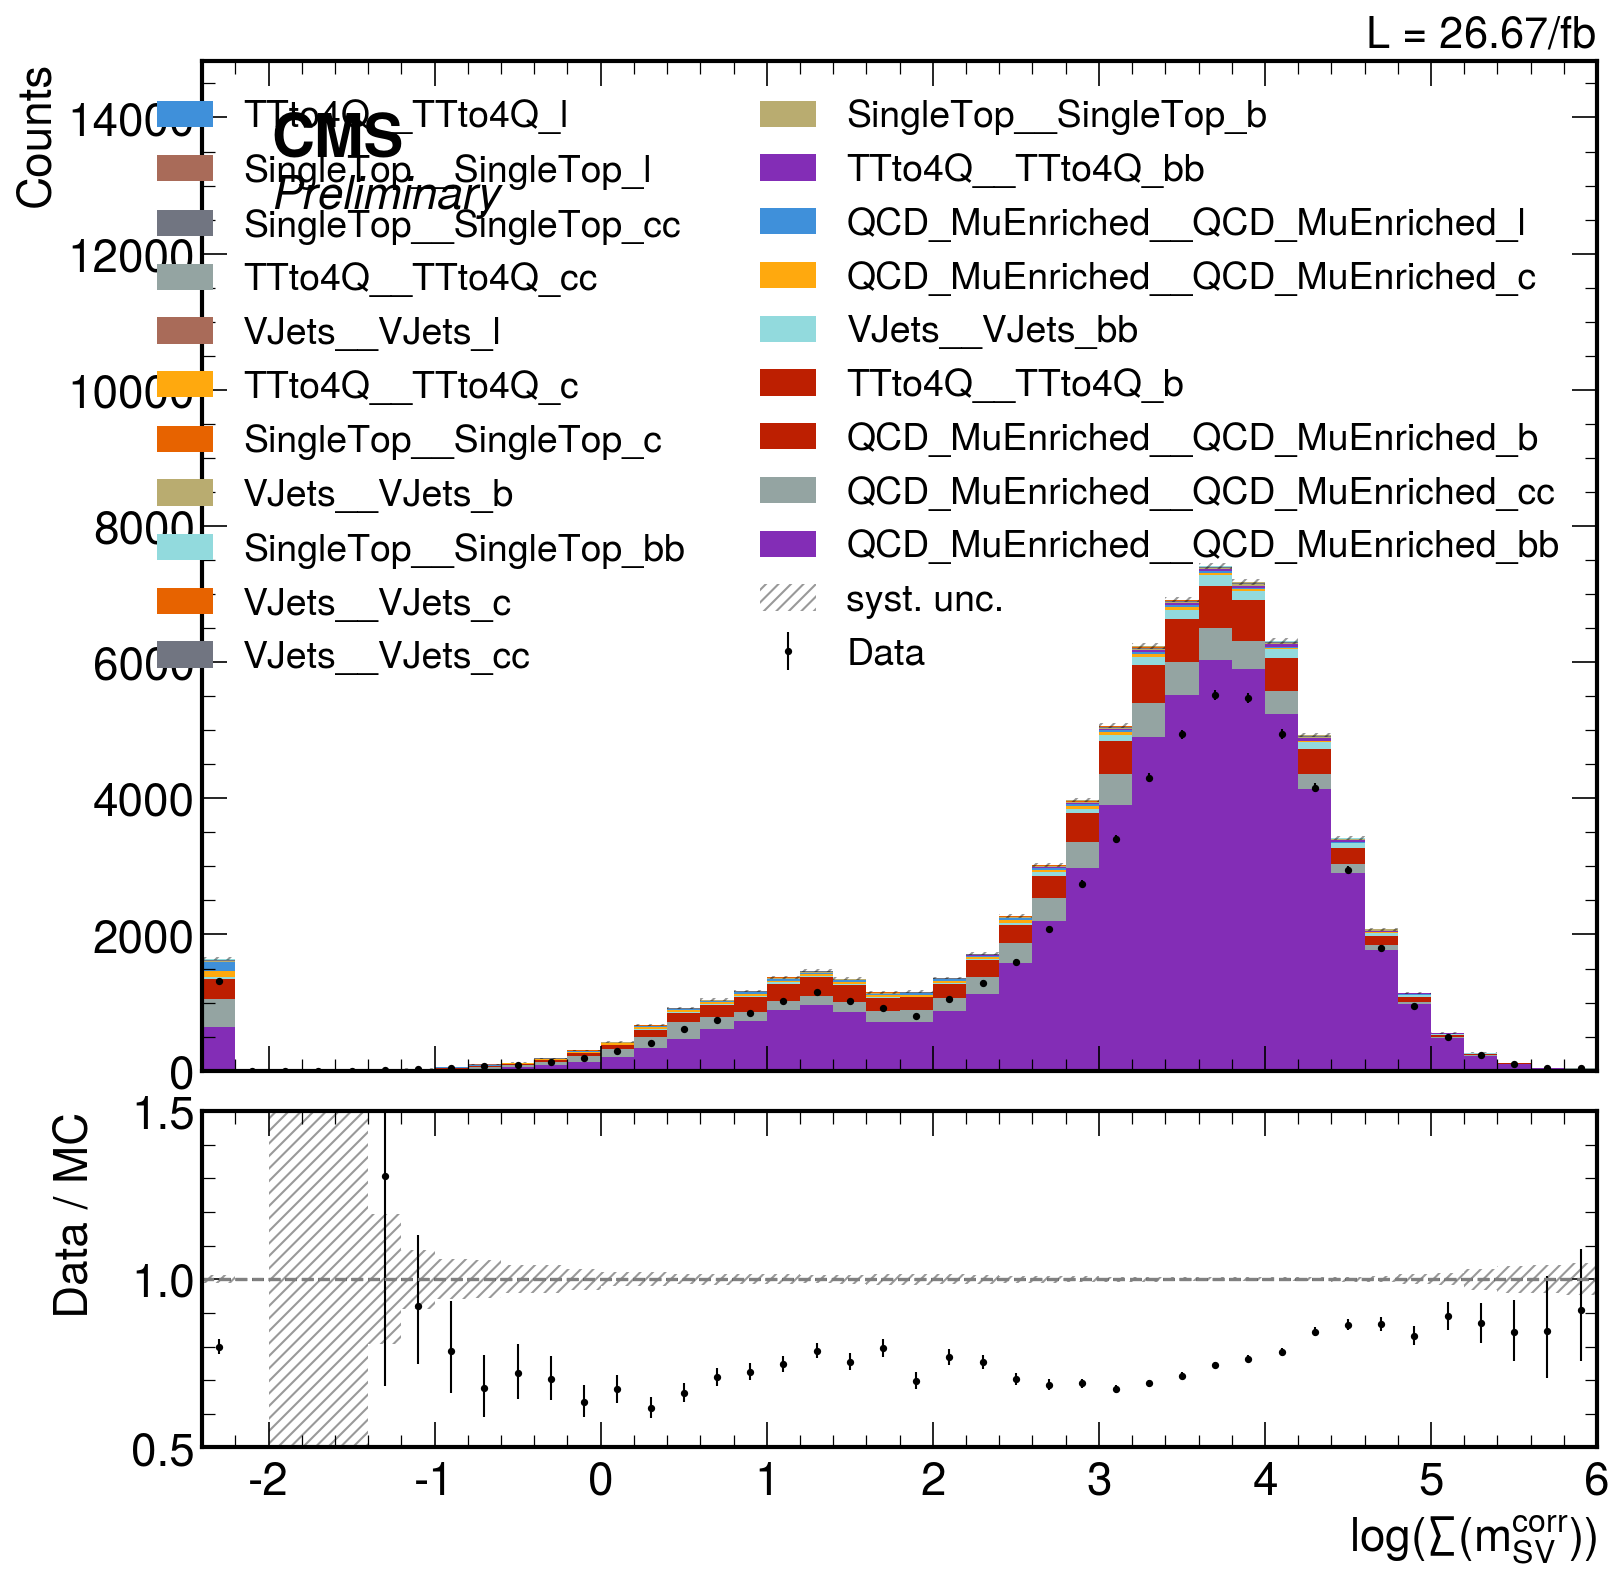 L = 26.67/fb
Counts
14000
12000
10000
8000
6000
4000
2000
0
CMS
Preliminary
TTto4Q__TTto4Q_l
SingleTop__SingleTop_l
SingleTop__SingleTop_cc
TTto4Q__TTto4Q_cc
VJets__VJets_l
TTto4Q__TTto4Q_c
SingleTop__SingleTop_c
VJets__VJets_b
SingleTop__SingleTop_bb
VJets__VJets_c
VJets__VJets_cc
SingleTop__SingleTop_b
TTto4Q__TTto4Q_bb
QCD_MuEnriched__QCD_MuEnriched_l
QCD_MuEnriched__QCD_MuEnriched_c
VJets__VJets_bb
TTto4Q__TTto4Q_b
QCD_MuEnriched__QCD_MuEnriched_b
QCD_MuEnriched__QCD_MuEnriched_cc
QCD_MuEnriched__QCD_MuEnriched_bb
syst. unc.
Data
Data / MC
1.5
1.0
0.5
-2 -1 0 1 2 3 4 5 6
log(∑(m_SV^corr))